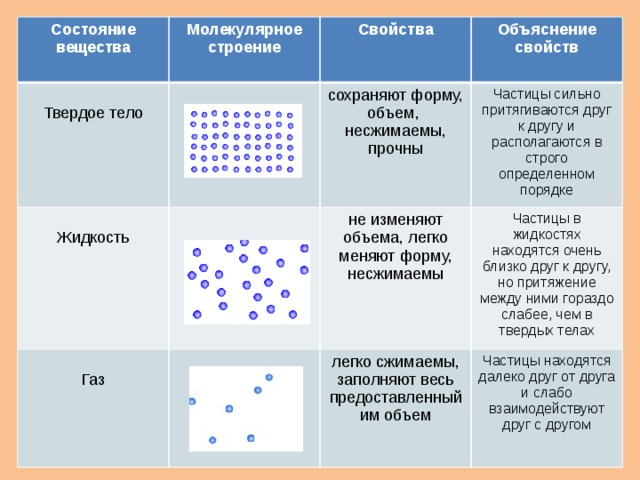 Состояние
вещества
Молекулярное
строение
Свойства
Объяснение
свойств
Твердое тело
сохраняют форму,
объем,
несжимаемы,
прочны
Частицы сильно
притягиваются друг
к другу и
располагаются в
строго
определенном
порядке
Жидкость
не изменяют
объема, легко
меняют форму,
несжимаемы
Частицы в
жидкостях
находятся очень
близко друг к другу,
но притяжение
между ними гораздо
слабее, чем в
твердых телах
Газ
легко сжимаемы,
заполняют весь
предоставленный
им объем
Частицы находятся
далеко друг от друга
и слабо
взаимодействуют
друг с другом